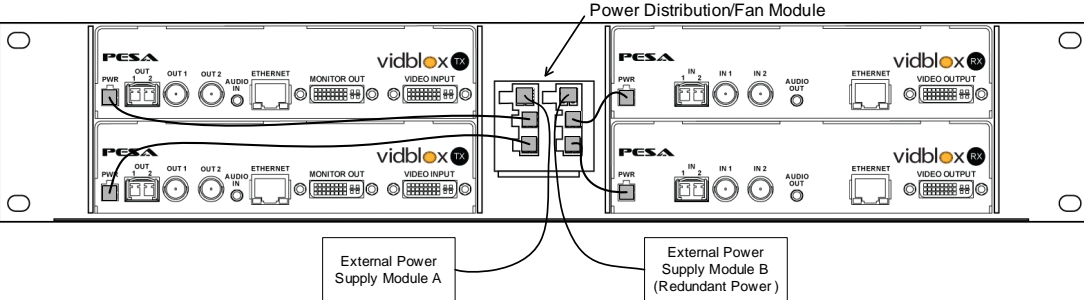 Power Distribution/Fan Module
PESA
vidblox TX
PWR
OUT
1 2
OUT 1
OUT 2
AUDIO
IN
ETHERNET
MONITOR OUT
VIDEO INPUT
PESA
vidblox RX
PWR
IN
1 2
IN 1
IN 2
AUDIO
OUT
ETHERNET
VIDEO OUTPUT
PESA
vidblox TX
PWR
OUT
1 2
OUT 1
OUT 2
AUDIO
IN
ETHERNET
MONITOR OUT
VIDEO INPUT
PESA
vidblox RX
PWR
IN
1 2
IN 1
IN 2
AUDIO
OUT
ETHERNET
VIDEO OUTPUT
External Power
Supply Module A
External Power
Supply Module B
(Redundant Power)